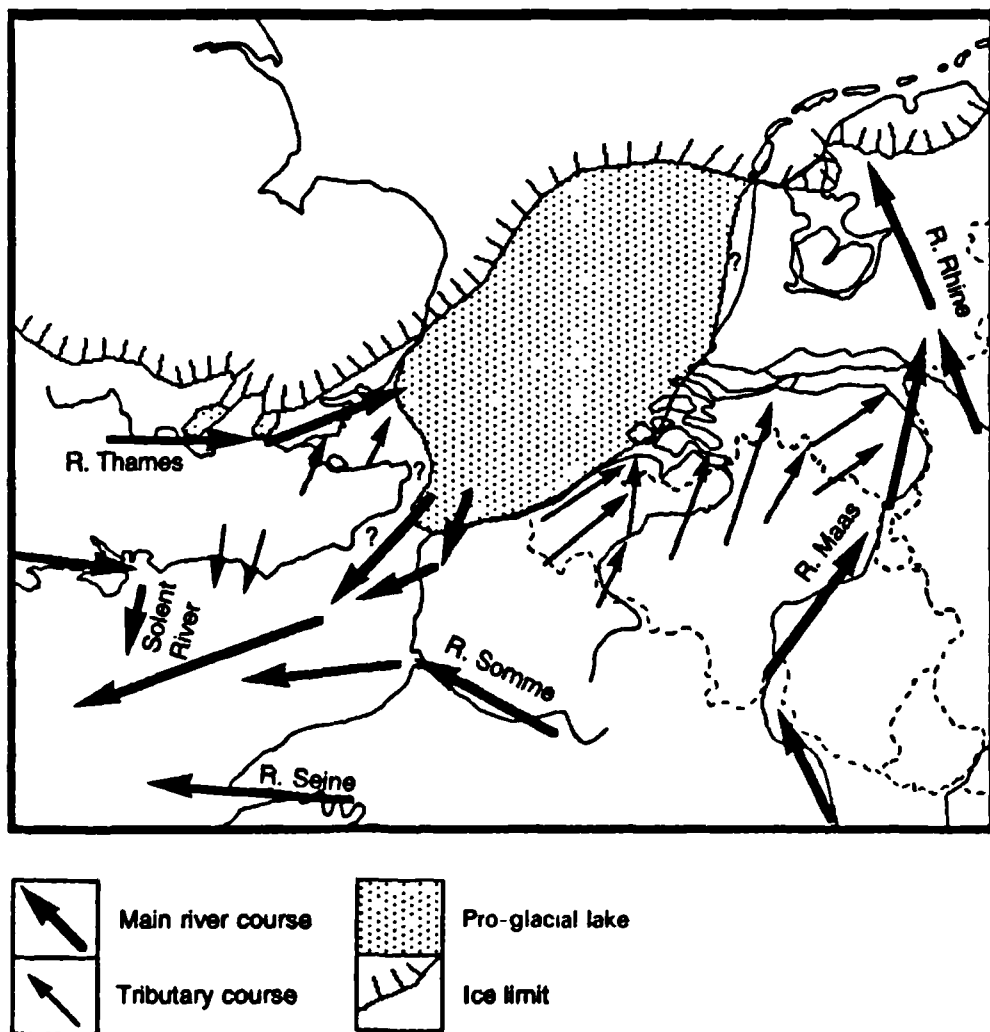 R. Rhine
R. Thames
?
?
?
R. Maas
Solent
River
R. Somme
R. Seine
Main river course
Pro-glacial lake
Tributary course
Ice limit